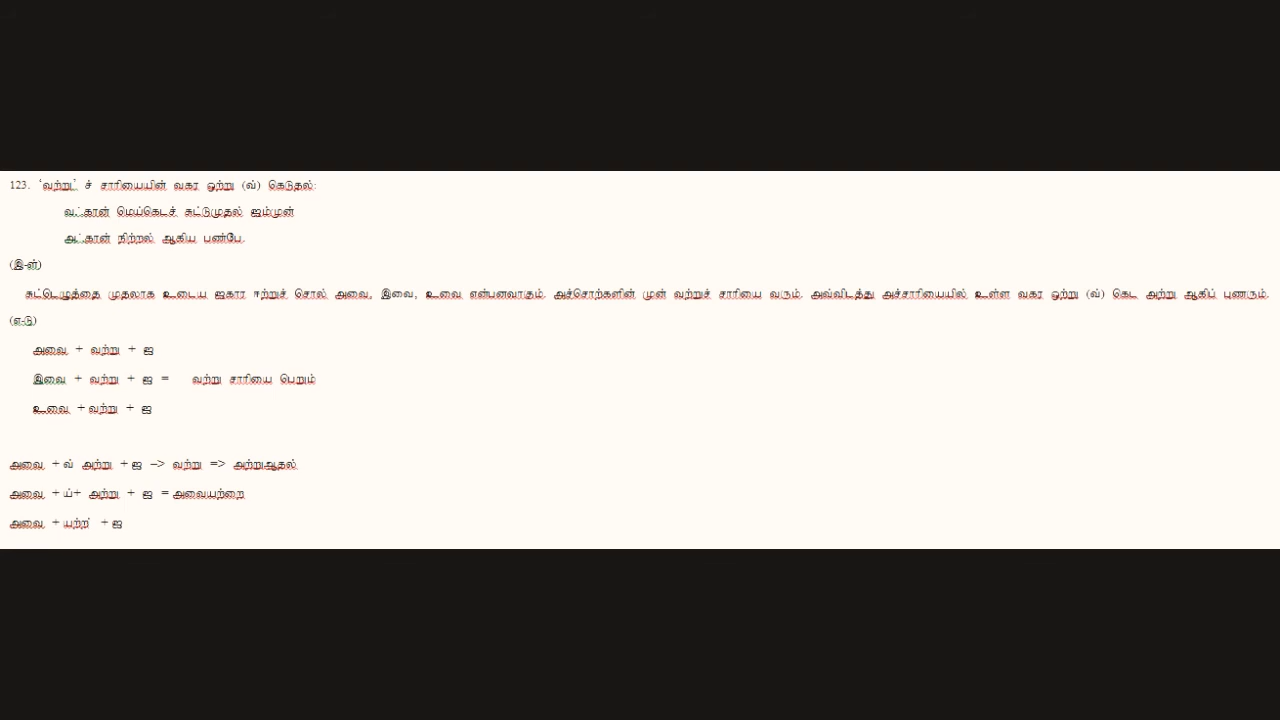 123. 'வற்று' ச் சாரியையின் வகர ஒற்று (வ்) கெடுதல்:
வஃகான் மெய்கெடச் சுட்டுமுதல் ஐம்முன்
அஃகான் நிற்றல் ஆகிய பண்பே.
(இ-ள்)
சுட்டெழுத்தை முதலாக உடைய ஐகார ஈற்றுச் சொல் அவை, இவை, உவை என்பனவாகும். அச்சொற்களின் முன் வற்றுச் சாரியை வரும். அவ்விடத்து அச்சாரியையில் உள்ள வகர ஒற்று (வ்) கெட அற்று ஆகிப் புணரும்.
(எ-டு)
அவை + வற்று + ஐ
இவை + வற்று + ஐ = வற்று சாரியை பெறும்
உவை + வற்று + ஐ
அவை + வ் அற்று + ஐ –> வற்று => அற்றுஆதல்
அவை + ய்+ அற்று + ஐ = அவையற்றை
அவை + யற்ற் + ஐ